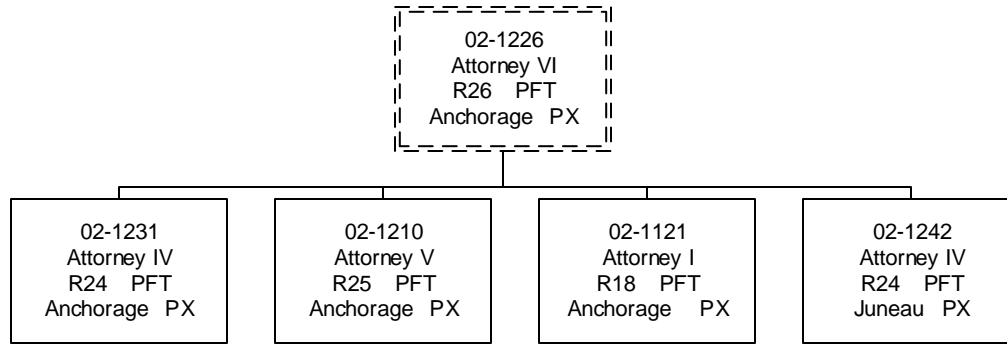 02-1226
Attorney VI
R26 PFT
Anchorage PX
02-1231
Attorney IV
R24 PFT
Anchorage PX
02-1210
Attorney V
R25 PFT
Anchorage PX
02-1121
Attorney I
R18 PFT
Anchorage PX
02-1242
Attorney IV
R24 PFT
Juneau PX